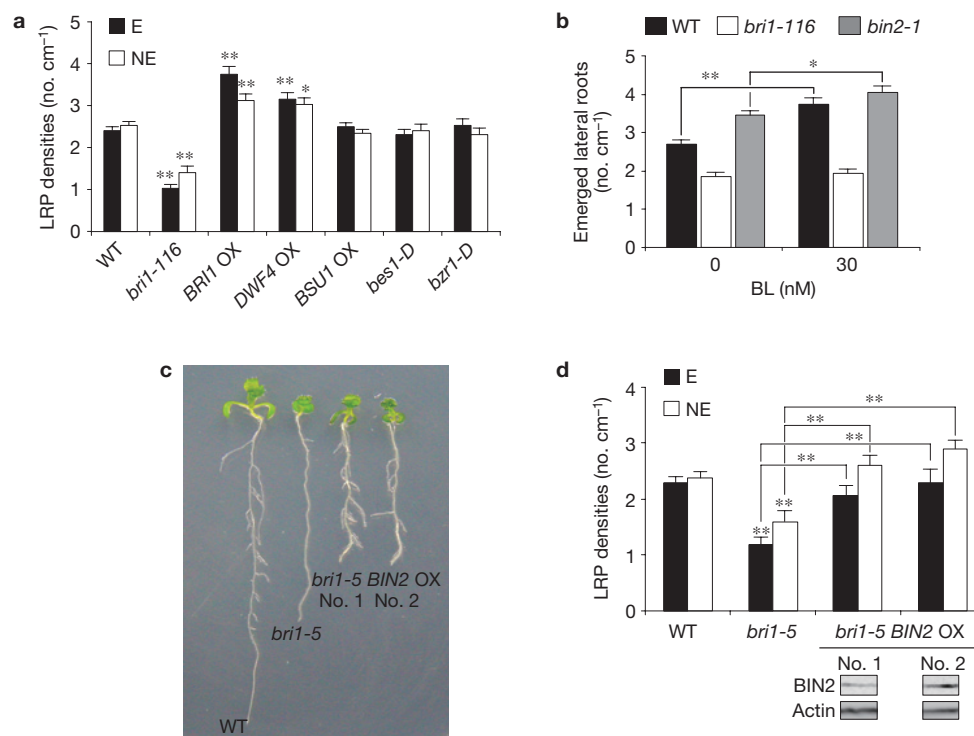 a
E
NE
LRP densities (no. cm⁻¹)
5
4
3
2
1
0
**
**
**
**
**
*
WT
bri1-116
BRI1 OX
DWF4 OX
BSU1 OX
bes1-D
bzr1-D
b
WT bri1-116 bin2-1
Emerged lateral roots
(no. cm⁻¹)
5
4
3
2
1
0
**
*
0 30
BL (nM)
c
bri1-5 BIN2 OX
No. 1 No. 2
bri1-5
WT
d
E
NE
LRP densities (no. cm⁻¹)
4
3
2
1
0
**
**
**
**
**
**
WT bri1-5 bri1-5 BIN2 OX
No. 1 No. 2
BIN2
Actin